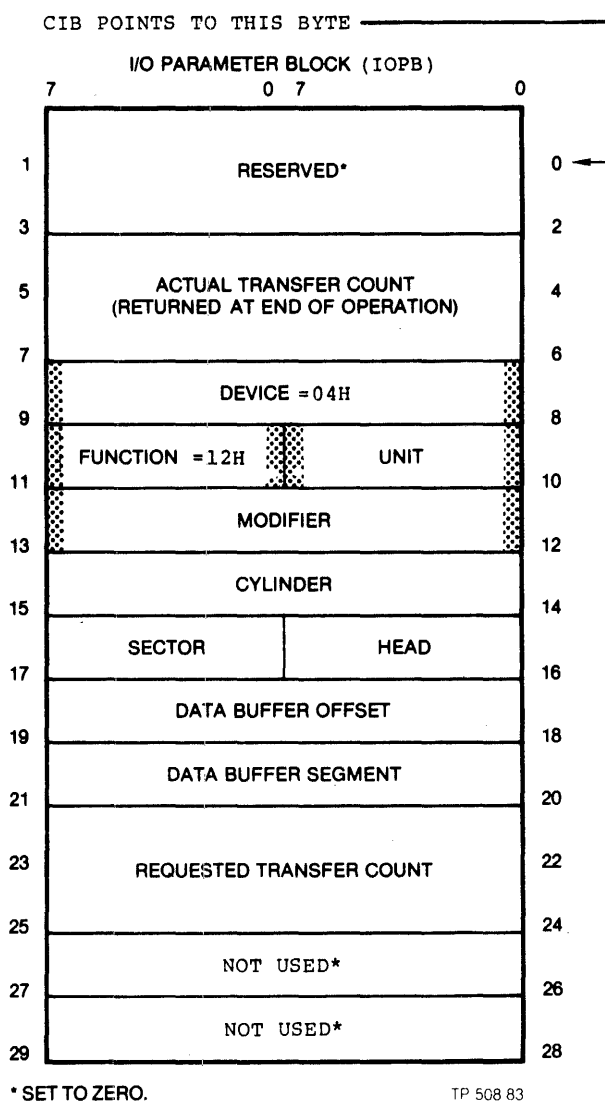 CIB POINTS TO THIS BYTE
I/O PARAMETER BLOCK (IOPB)
7 0 7 0
1 RESERVED* 0
3 2
5 ACTUAL TRANSFER COUNT 4
(RETURNED AT END OF OPERATION)
7 6
DEVICE =04H
9 8
FUNCTION =12H UNIT
11 10
MODIFIER
13 12
CYLINDER
15 14
SECTOR HEAD
17 16
DATA BUFFER OFFSET
19 18
DATA BUFFER SEGMENT
21 20
23 REQUESTED TRANSFER COUNT 22
25 24
NOT USED*
27 26
NOT USED*
29 28
* SET TO ZERO. TP 508 83